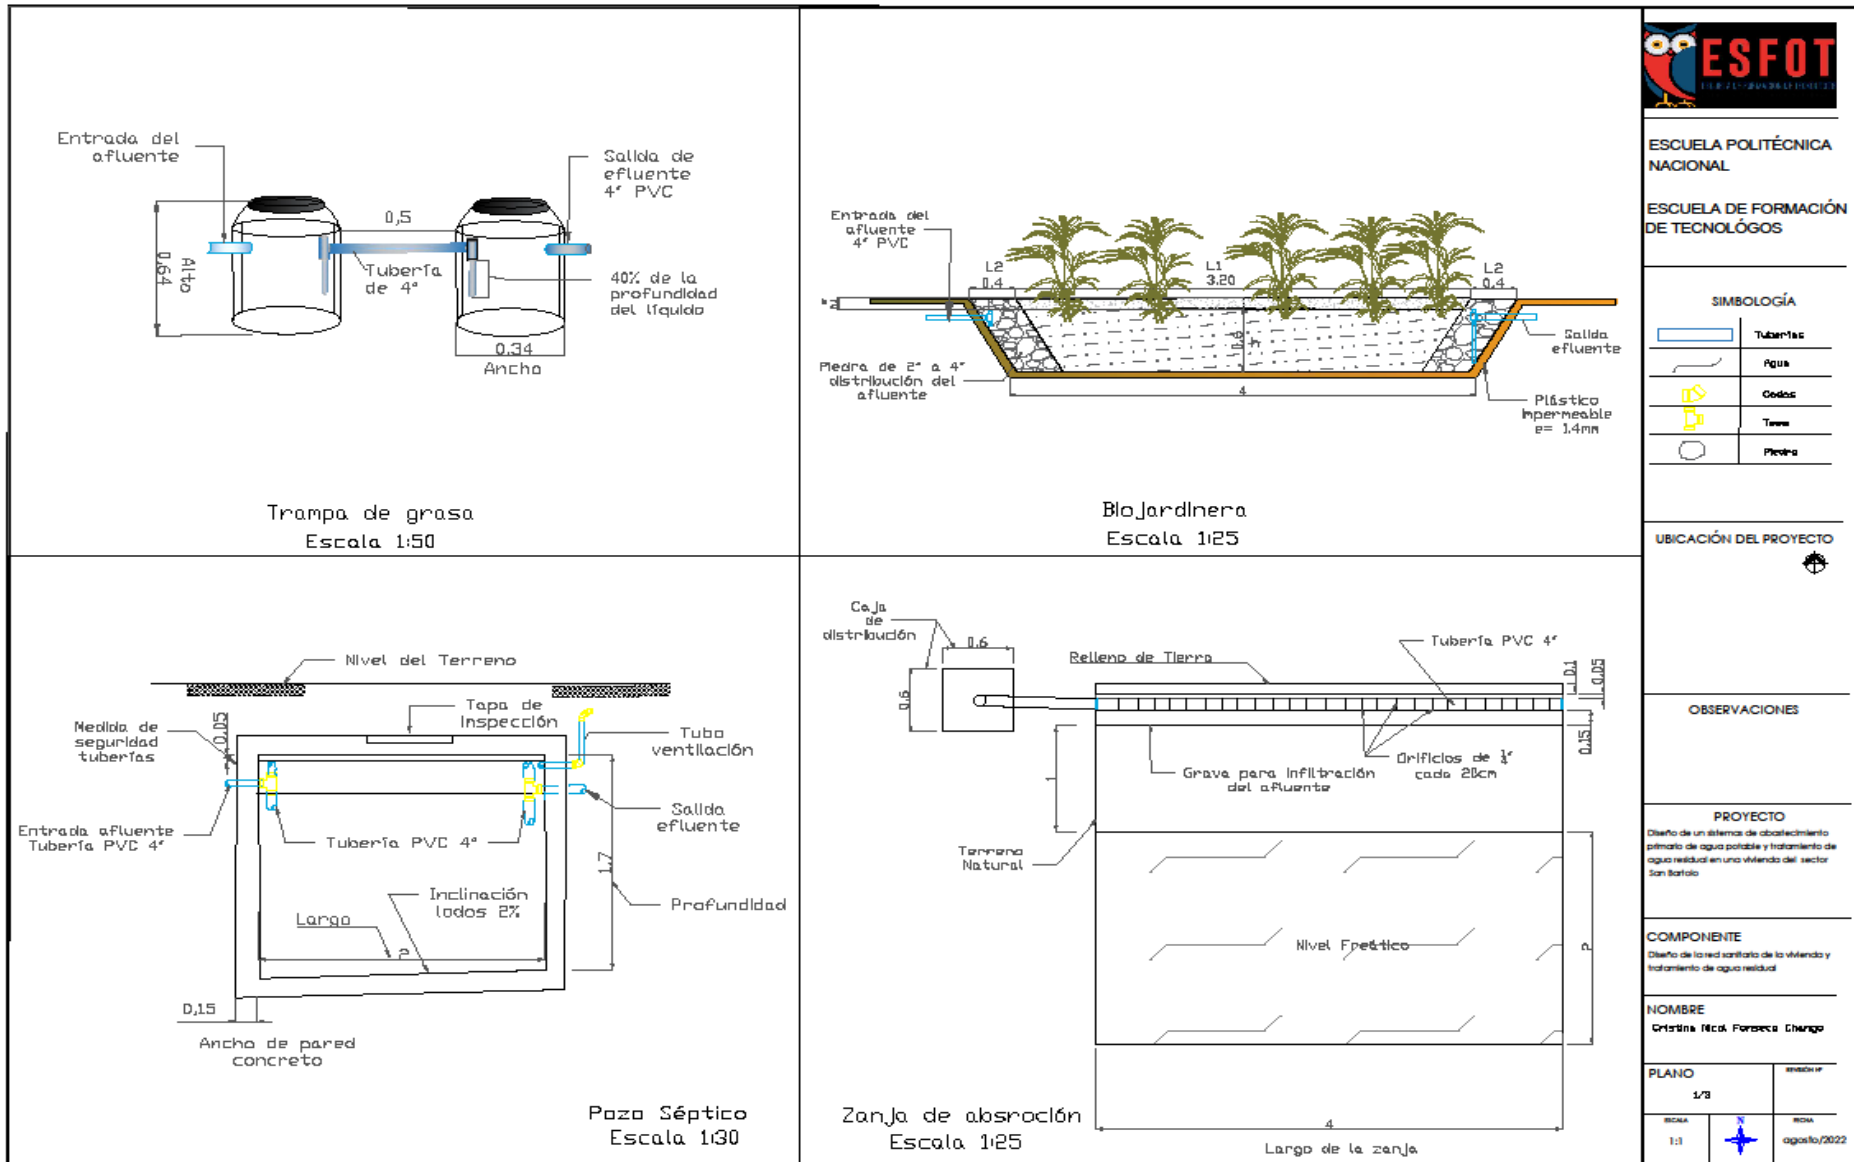 Entrada del
afluente
Salida de
efluente
4" PVC
0,5
0,64
Alto
Tubería
de 4"
40% de la
profundidad
del líquido
0,34
Ancho
Trampa de grasa
Escala 1:50
Entrada del
afluente
4" PVC
L2
0.4
L1
3.20
L2
0.4
0.6
h
Salida
efluente
Piedra de 2" a 4"
distribución del
afluente
4
Plástico
impermeable
e= 1.4mm
Biojardinera
Escala 1:25
Nivel del Terreno
Tapa de
inspección
0.05
Medida de
seguridad
tuberías
Tubo
ventilación
Entrada afluente
Tubería PVC 4"
Tubería PVC 4"
Salida
efluente
1,7
Inclinación
lodos 2%
Largo
2
Profundidad
0,15
Ancho de pared
concreto
Pozo Séptico
Escala 1:30
Caja
de
distribución
0.6
0.6
Relleno de Tierra
Tubería PVC 4"
0.1
0.05
0.15
1
Grava para infiltración
del afluente
Orificios de
cada 20cm
Terreno
Natural
Nivel Freático
2
4
Largo de la zanja
Zanja de absroción
Escala 1:25
ESFOT
ESCUELA POLITÉCNICA
NACIONAL
ESCUELA DE FORMACIÓN
DE TECNOLÓGOS
SIMBOLOGÍA
Tuberías
Agua
Codos
Tees
Piedra
UBICACIÓN DEL PROYECTO
OBSERVACIONES
PROYECTO
Diseño de un sistemas de abastecimiento
primario de agua potable y tratamiento de
agua residual en una vivienda del sector
San Bartolo
COMPONENTE
Diseño de la red sanitaria de la vivienda y
tratamiento de agua residual
NOMBRE
Cristina Nicol Fonseca Chango
PLANO
1/3
REVISIÓN Nº
ESCALA
1:1
N
FECHA
agosto/2022